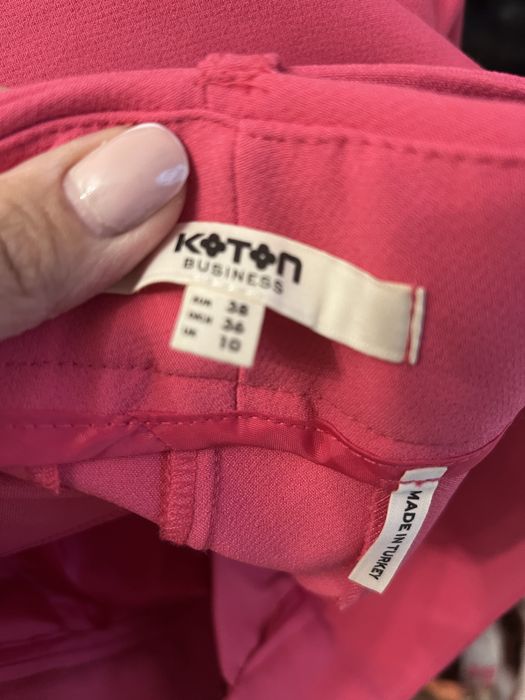 KOTON
BUSINESS
EUR 38
36
UK 10
MADE IN TURKEY